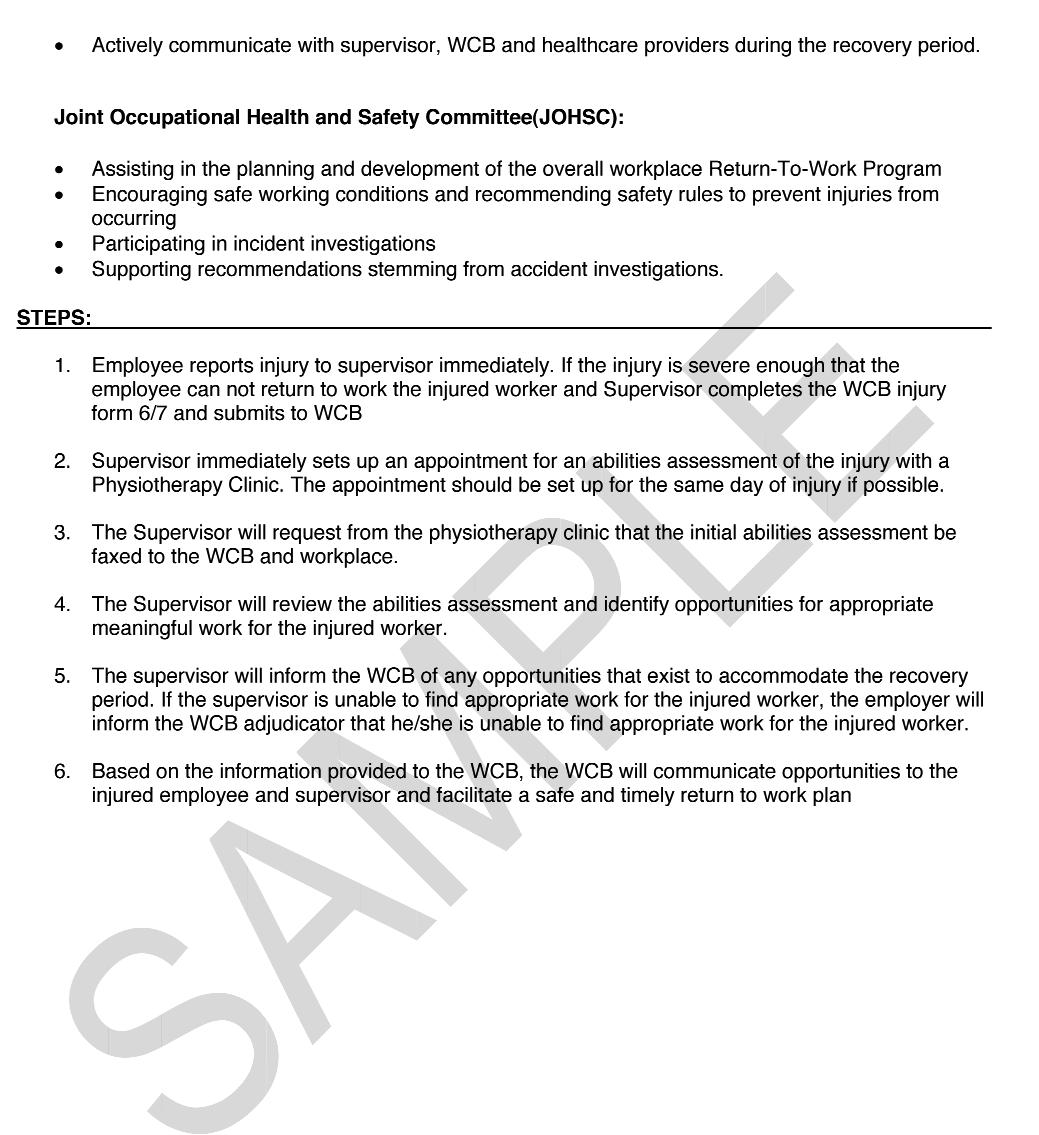 • Actively communicate with supervisor, WCB and healthcare providers during the recovery period.
Joint Occupational Health and Safety Committee(JOHSC):
• Assisting in the planning and development of the overall workplace Return-To-Work Program
• Encouraging safe working conditions and recommending safety rules to prevent injuries from
occurring
• Participating in incident investigations
• Supporting recommendations stemming from accident investigations.
STEPS:
1. Employee reports injury to supervisor immediately. If the injury is severe enough that the
employee can not return to work the injured worker and Supervisor completes the WCB injury
form 6/7 and submits to WCB
2. Supervisor immediately sets up an appointment for an abilities assessment of the injury with a
Physiotherapy Clinic. The appointment should be set up for the same day of injury if possible.
3. The Supervisor will request from the physiotherapy clinic that the initial abilities assessment be
faxed to the WCB and workplace.
4. The Supervisor will review the abilities assessment and identify opportunities for appropriate
meaningful work for the injured worker.
5. The supervisor will inform the WCB of any opportunities that exist to accommodate the recovery
period. If the supervisor is unable to find appropriate work for the injured worker, the employer will
inform the WCB adjudicator that he/she is unable to find appropriate work for the injured worker.
6. Based on the information provided to the WCB, the WCB will communicate opportunities to the
injured employee and supervisor and facilitate a safe and timely return to work plan
SAMPLE